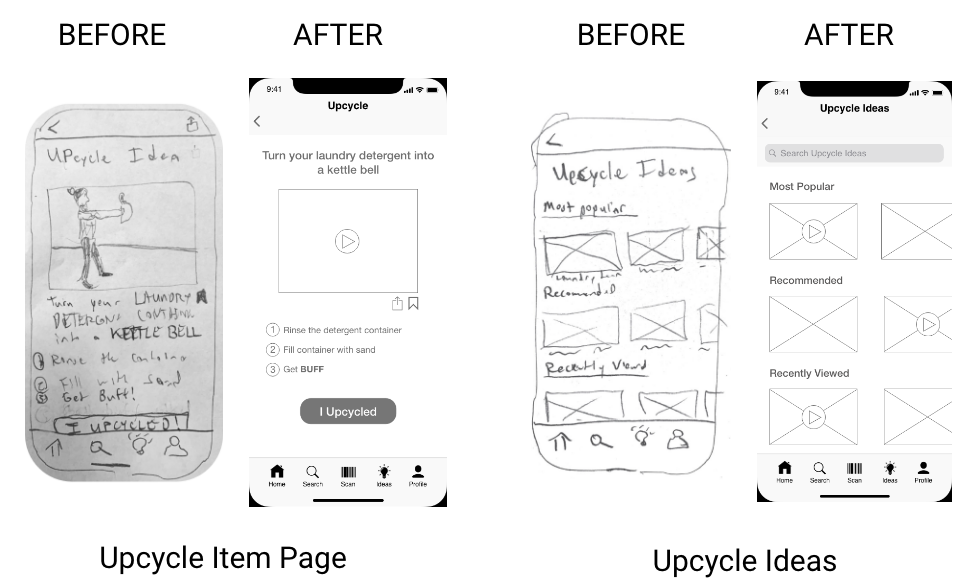 BEFORE
AFTER
BEFORE
AFTER
UPcycle Idea
Turn your LAUNDRY
DETERGENT CONTAINER
into a KETTLE BELL
1 Rinse the container
2 Fill with sand
3 Get Buff!
I UPCYCLED!
9:41
Upcycle
Turn your laundry detergent into
a kettle bell
1 Rinse the detergent container
2 Fill container with sand
3 Get BUFF
I Upcycled
Home Search Scan Ideas Profile
Upcycle Ideas
Most popular
Recomended
Recently Viewd
9:41
Upcycle Ideas
Search Upcycle Ideas
Most Popular
Recommended
Recently Viewed
Home Search Scan Ideas Profile
Upcycle Item Page
Upcycle Ideas